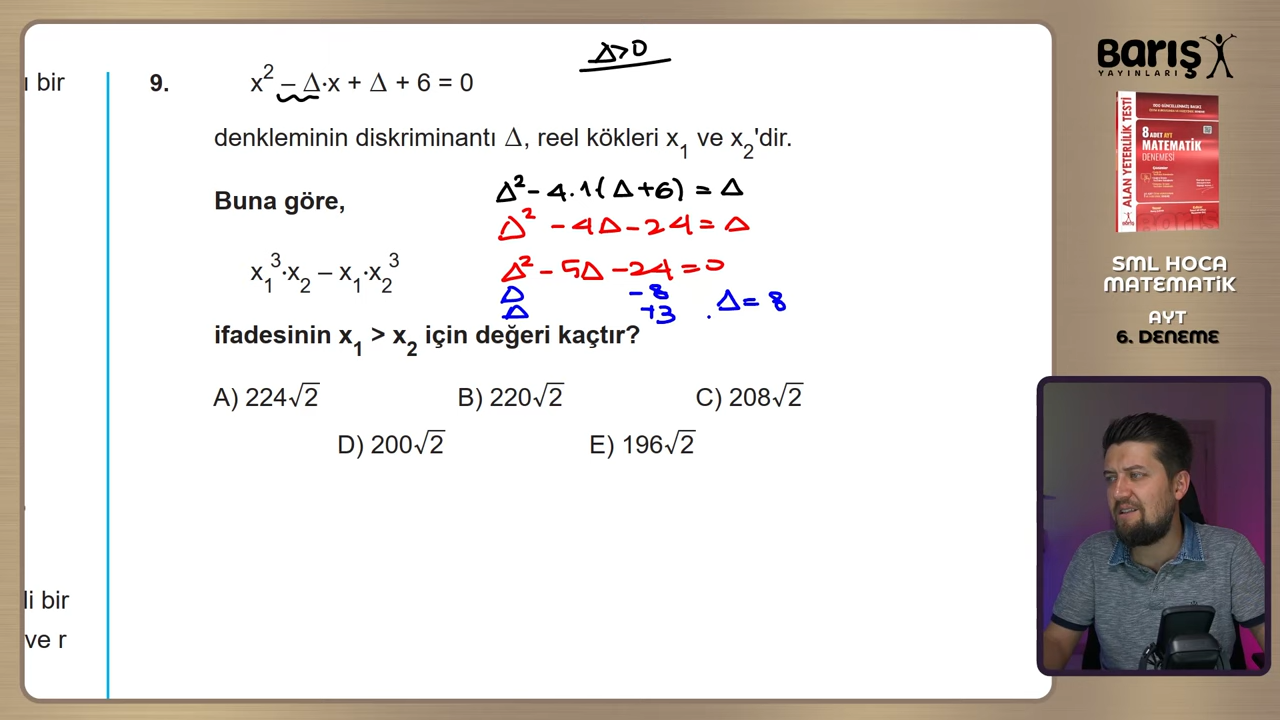 Δ>0
ı bir
9. x² – Δ·x + Δ + 6 = 0
denkleminin diskriminantı Δ, reel kökleri x₁ ve x₂'dir.
Δ² - 4.1(Δ+6) = Δ
Buna göre,
Δ² - 4Δ - 24 = Δ
x₁³·x₂ – x₁·x₂³
Δ² - 5Δ - 24 = 0
Δ -8
Δ +3
Δ = 8
ifadesinin x₁ > x₂ için değeri kaçtır?
A) 224√2 B) 220√2 C) 208√2
D) 200√2 E) 196√2
li bir
ve r
BARIŞ
YAYINLARI
ALAN YETERLİLİK TESTİ
8 ADET AYT
MATEMATİK
DENEMESİ
SML HOCA
MATEMATİK
AYT
6. DENEME